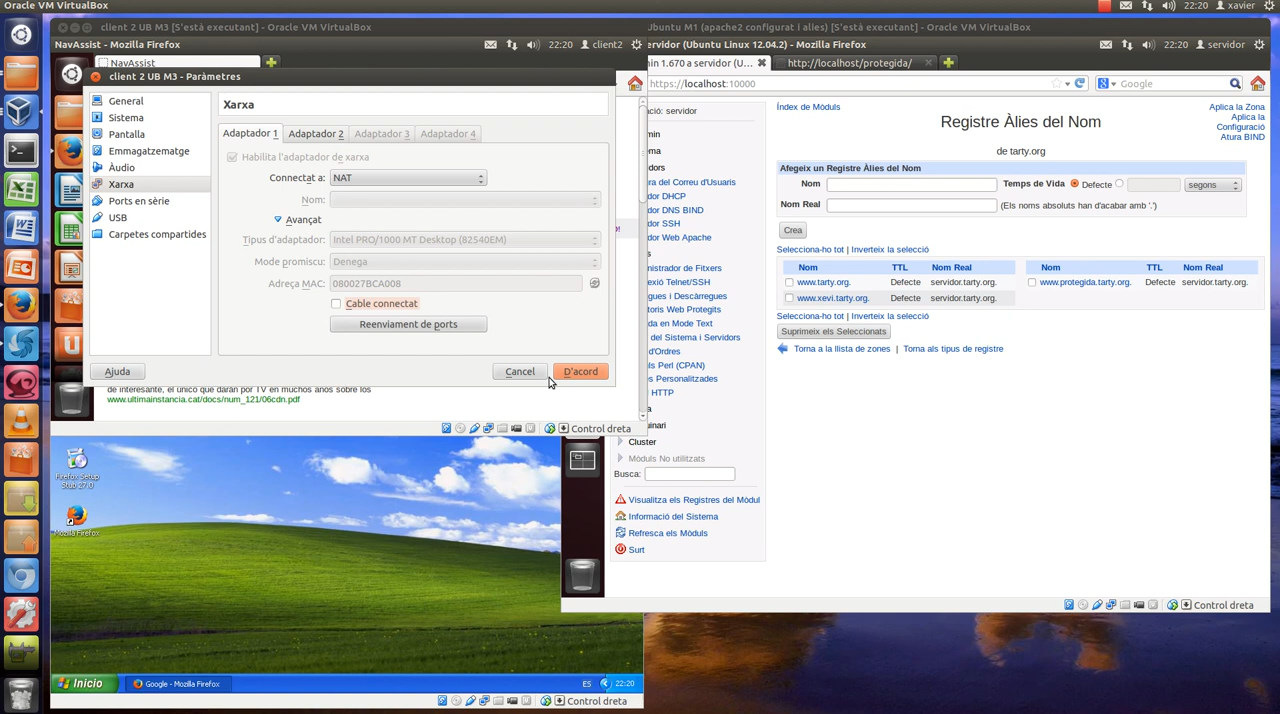 Oracle VM VirtualBox
22:20 xavier
client 2 UB M3 [S'està executant] - Oracle VM VirtualBox
NavAssist - Mozilla Firefox
22:20 client2
NavAssist
client 2 UB M3 - Paràmetres
General
Sistema
Pantalla
Emmagatzematge
Àudio
Xarxa
Ports en sèrie
USB
Carpetes compartides
Xarxa
Adaptador 1 Adaptador 2 Adaptador 3 Adaptador 4
Habilita l'adaptador de xarxa
Connectat a: NAT
Nom:
Avançat
Tipus d'adaptador: Intel PRO/1000 MT Desktop (82540EM)
Mode promiscu: Denega
Adreça MAC: 080027BCA008
Cable connectat
Reenviament de ports
Ajuda Cancel D'acord
de interesante, el unico que daran por TV en muchos años sobre los
www.ultimainstancia.cat/docs/num_121/06cdn.pdf
Control dreta
Firefox Setup
Stub 27.0
Mozilla Firefox
Inicio
Google - Mozilla Firefox
ES 22:20
Control dreta
Ubuntu M1 (apache2 configurat i alies) [S'està executant] - Oracle VM VirtualBox
ervidor (Ubuntu Linux 12.04.2) - Mozilla Firefox
22:20 servidor
min 1.670 a servidor (U... http://protegida/
https://localhost:10000
Google
ació: servidor
min
ema
dors
ra del Correu d'Usuaris
dor DHCP
dor DNS BIND
dor SSH
dor Web Apache
s
nistrador de Fitxers
exió Telnet/SSH
gues i Descàrregues
toris Web Protegits
da en Mode Text
del Sistema i Servidors
d'Ordres
ls Perl (CPAN)
s Personalitzades
HTTP
a
uinari
Cluster
Mòduls No utilitzats
Busca:
Visualitza els Registres del Mòdul
Informació del Sistema
Refresca els Mòduls
Surt
Índex de Mòduls
Registre Àlies del Nom
de tarty.org
Aplica la Zona
Aplica la
Configuració
Atura BIND
Afegeix un Registre Àlies del Nom
Nom Temps de Vida Defecte segons
Nom Real (Els noms absoluts han d'acabar amb '.')
Crea
Selecciona-ho tot | Inverteix la selecció
Nom TTL Nom Real Nom TTL Nom Real
www.tarty.org. Defecte servidor.tarty.org. www.protegida.tarty.org. Defecte servidor.tarty.org.
www.xevi.tarty.org. Defecte servidor.tarty.org.
Selecciona-ho tot | Inverteix la selecció
Suprimeix els Seleccionats
Torna a la llista de zones | Torna als tipus de registre
Control dreta